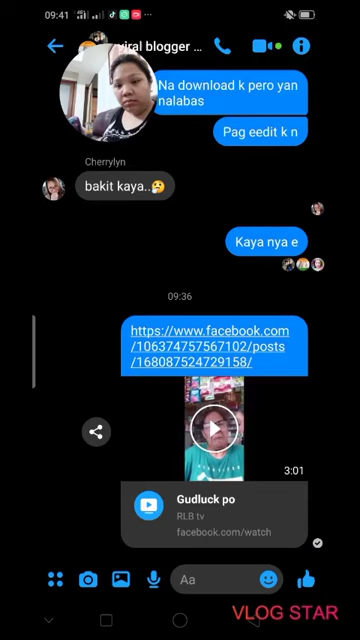 09:41
viral blogger ...
Na download k pero yan
nalabas
Pag eedit k n
Cherrylyn
bakit kaya..
Kaya nya e
09:36
https://www.facebook.com
/106374757567102/posts
/168087524729158/
3:01
Gudluck po
RLB tv
facebook.com/watch
Aa
VLOG STAR